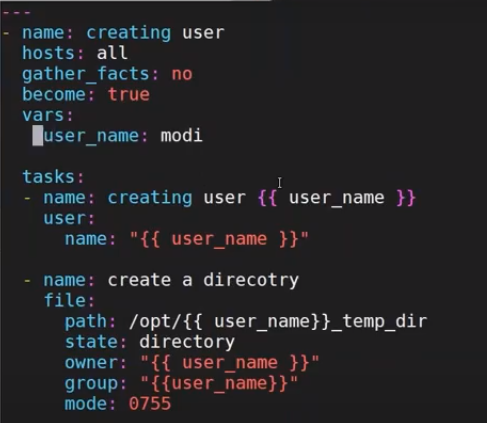 ---
- name: creating user
  hosts: all
  gather_facts: no
  become: true
  vars:
    user_name: modi

  tasks:
  - name: creating user {{ user_name }}
    user:
      name: "{{ user_name }}"

  - name: create a direcotry
    file:
      path: /opt/{{ user_name}}_temp_dir
      state: directory
      owner: "{{ user_name }}"
      group: "{{user_name}}"
      mode: 0755